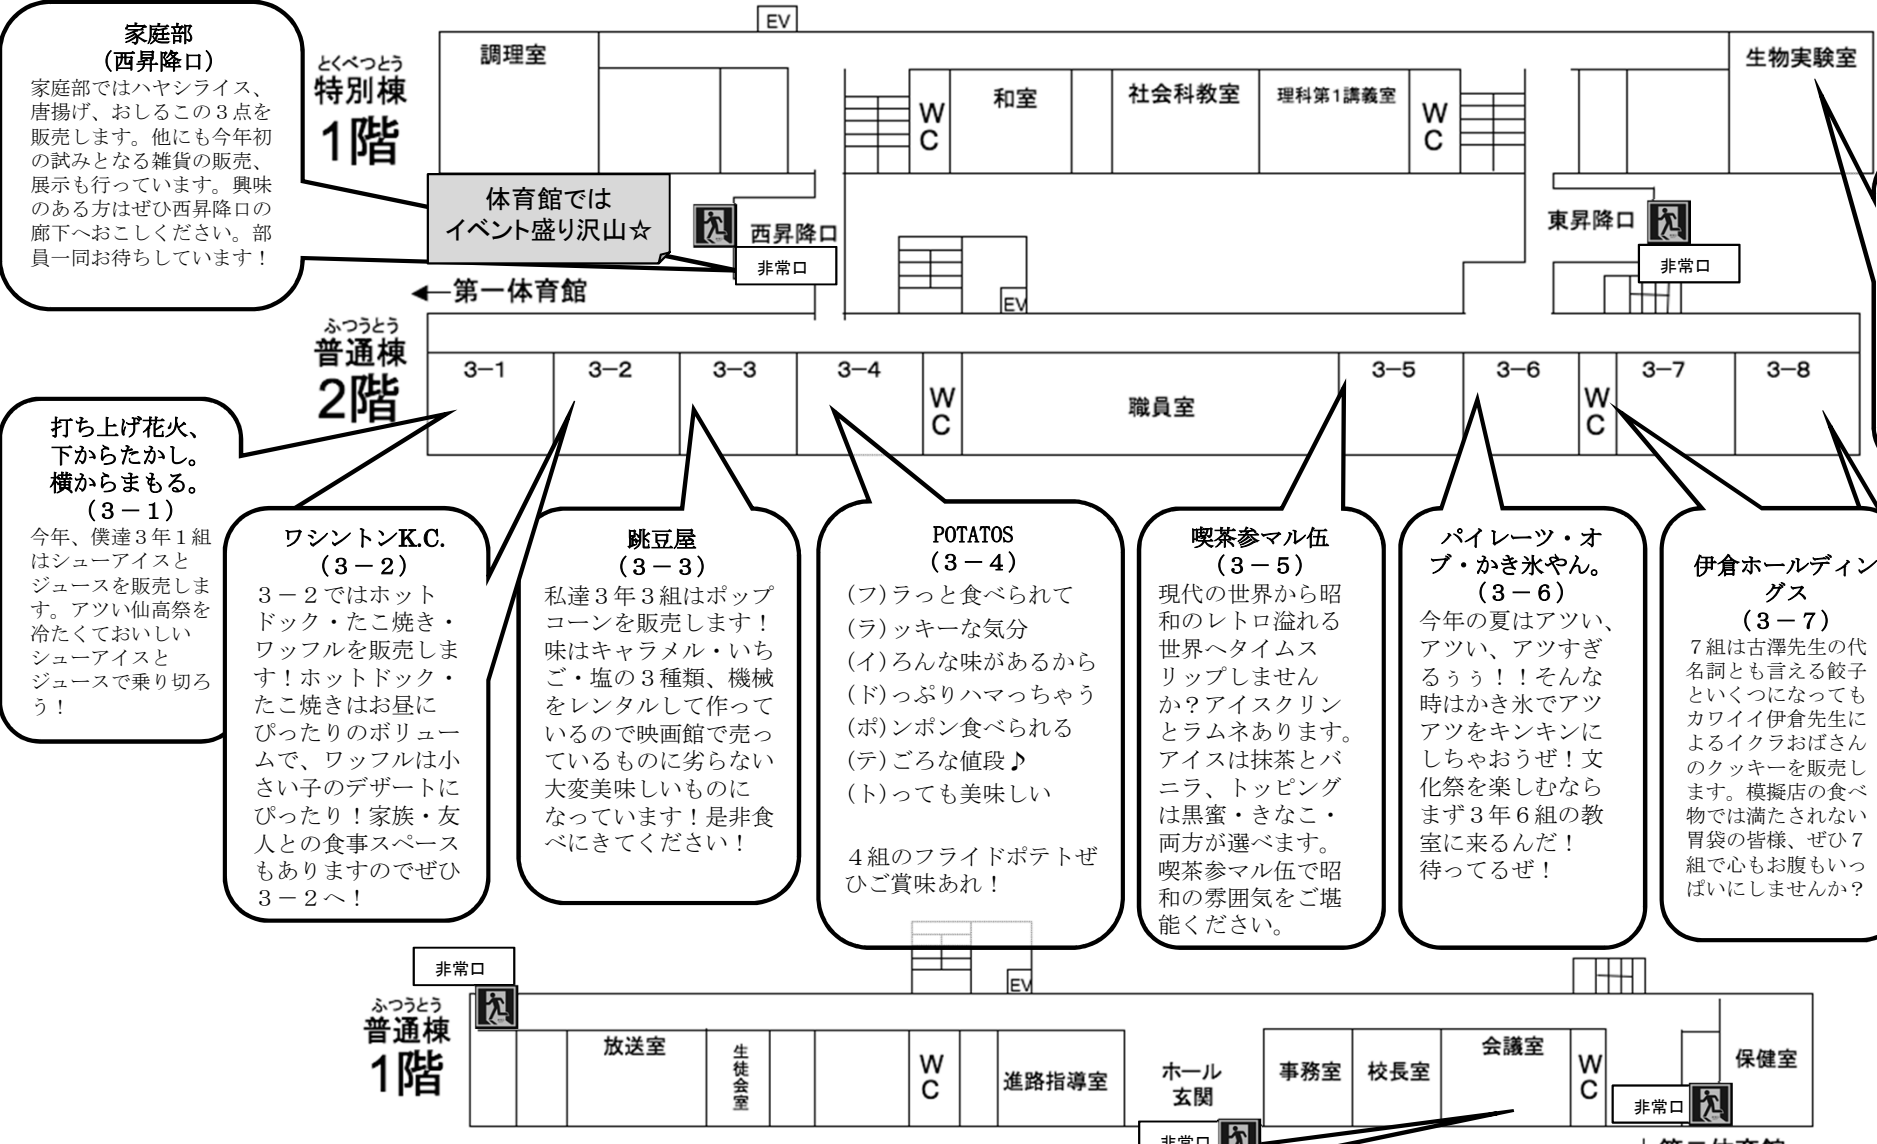 家庭部
(西昇降口)
家庭部ではハヤシライス、
唐揚げ、おしるこの３点を
販売します。他にも今年初
の試みとなる雑貨の販売、
展示も行っています。興味
のある方はぜひ西昇降口の
廊下へおこしください。部
員一同お待ちしています！
とくべつとう
特別棟
1階
EV
調理室
WC
和室
社会科教室
理科第1講義室
WC
生物実験室
体育館では
イベント盛り沢山☆
西昇降口
非常口
東昇降口
非常口
←第一体育館
EV
ふつうとう
普通棟
2階
3－1
3－2
3－3
3－4
WC
職員室
3－5
3－6
WC
3－7
3－8
打ち上げ花火、
下からたかし。
横からまもる。
(３－１)
今年、僕達３年１組
はシューアイスと
ジュースを販売しま
す。アツい仙高祭を
冷たくておいしい
シューアイスと
ジュースで乗り切ろ
う！
ワシントンK.C.
(３－２)
３－２ではホット
ドック・たこ焼き・
ワッフルを販売しま
す！ホットドック・
たこ焼きはお昼に
ぴったりのボリュー
ムで、ワッフルは小
さい子のデザートに
ぴったり！家族・友
人との食事スペース
もありますのでぜひ
３－２へ！
跳豆屋
(３－３)
私達３年３組はポップ
コーンを販売します！
味はキャラメル・いち
ご・塩の３種類、機械
をレンタルして作って
いるので映画館で売っ
ているものに劣らない
大変美味しいものに
なっています！是非食
べにきてください！
POTATOS
(３－４)
(フ)ラっと食べられて
(ラ)ッキーな気分
(イ)ろんな味があるから
(ド)っぷりハマっちゃう
(ポ)ンポン食べられる
(テ)ごろな値段♪
(ト)っても美味しい
４組のフライドポテトぜ
ひご賞味あれ！
喫茶参マル伍
(３－５)
現代の世界から昭
和のレトロ溢れる
世界へタイムス
リップしません
か？アイスクリン
とラムネあります。
アイスは抹茶とバ
ニラ、トッピング
は黒蜜・きなこ・
両方が選べます。
喫茶参マル伍で昭
和の雰囲気をご堪
能ください。
パイレーツ・オ
ブ・かき氷やん。
(３－６)
今年の夏はアツい、
アツい、アツすぎ
るぅぅ！！そんな
時はかき氷でアツ
アツをキンキンに
しちゃおうぜ！文
化祭を楽しむなら
まず３年６組の教
室に来るんだ！
待ってるぜ！
伊倉ホールディン
グス
(３－７)
７組は古澤先生の代
名詞とも言える餃子
といくつになっても
カワイイ伊倉先生に
よるイクラおばさん
のクッキーを販売し
ます。模擬店の食べ
物では満たされない
胃袋の皆様、ぜひ７
組で心もお腹もいっ
ぱいにしませんか？
非常口
ふつうとう
普通棟
1階
EV
放送室
生徒会室
WC
進路指導室
ホール
玄関
事務室
校長室
会議室
WC
保健室
非常口
非常口